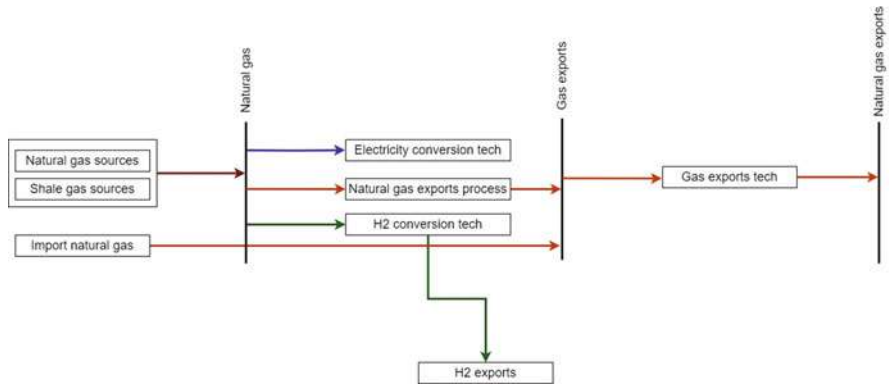 Natural gas
Gas exports
Natural gas exports
Electricity conversion tech
Natural gas sources
Natural gas exports process
Gas exports tech
Shale gas sources
H2 conversion tech
Import natural gas
H2 exports